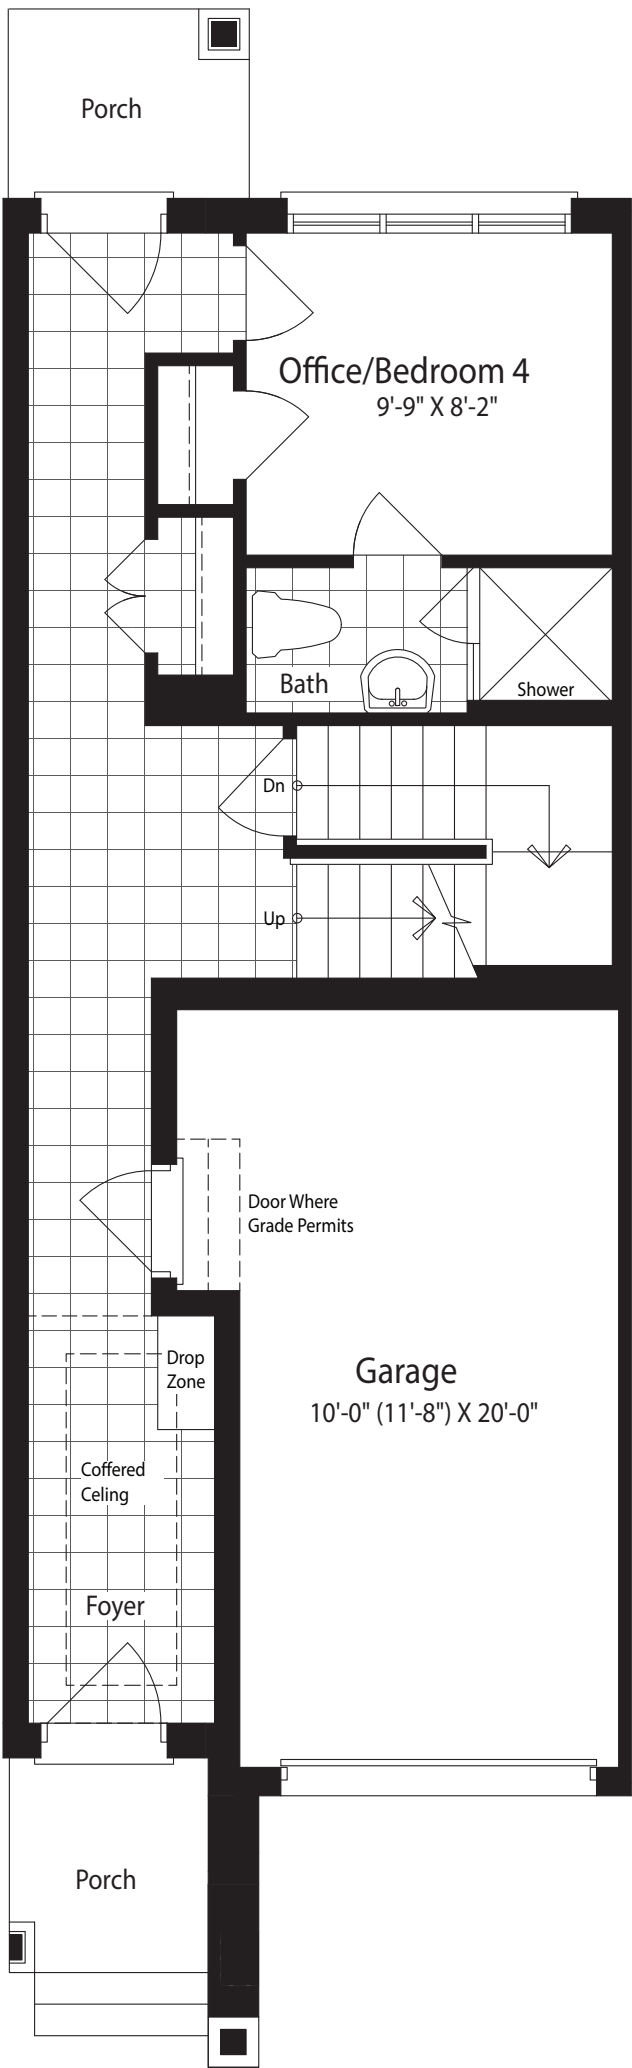 Porch
Office/Bedroom 4
9'-9" X 8'-2"
Bath
Shower
Dn
Up
Door Where
Grade Permits
Drop
Zone
Garage
10'-0" (11'-8") X 20'-0"
Coffered
Celing
Foyer
Porch